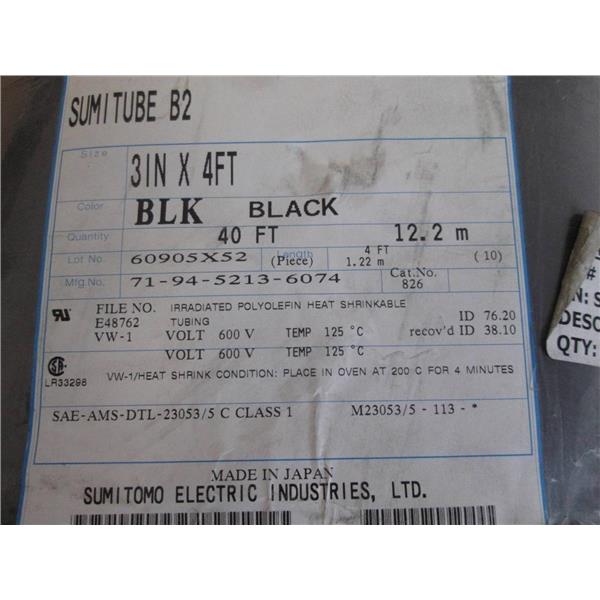 SUMITUBE B2
Size 3IN X 4FT
Color BLK BLACK
Quantity 40 FT 12.2 m
Lot No. 60905X52 (Piece) Length 4 FT 1.22 m (10)
Mfg.No. 71-94-5213-6074 Cat.No. 826
FILE NO. IRRADIATED POLYOLEFIN HEAT SHRINKABLE
E48762 TUBING ID 76.20
VW-1 VOLT 600 V TEMP 125 °C recov'd ID 38.10
VOLT 600 V TEMP 125 °C
LR33298 VW-1/HEAT SHRINK CONDITION: PLACE IN OVEN AT 200 C FOR 4 MINUTES
SAE-AMS-DTL-23053/5 C CLASS 1 M23053/5 - 113 - *
MADE IN JAPAN
SUMITOMO ELECTRIC INDUSTRIES, LTD.
#
N: S
DESC
QTY: